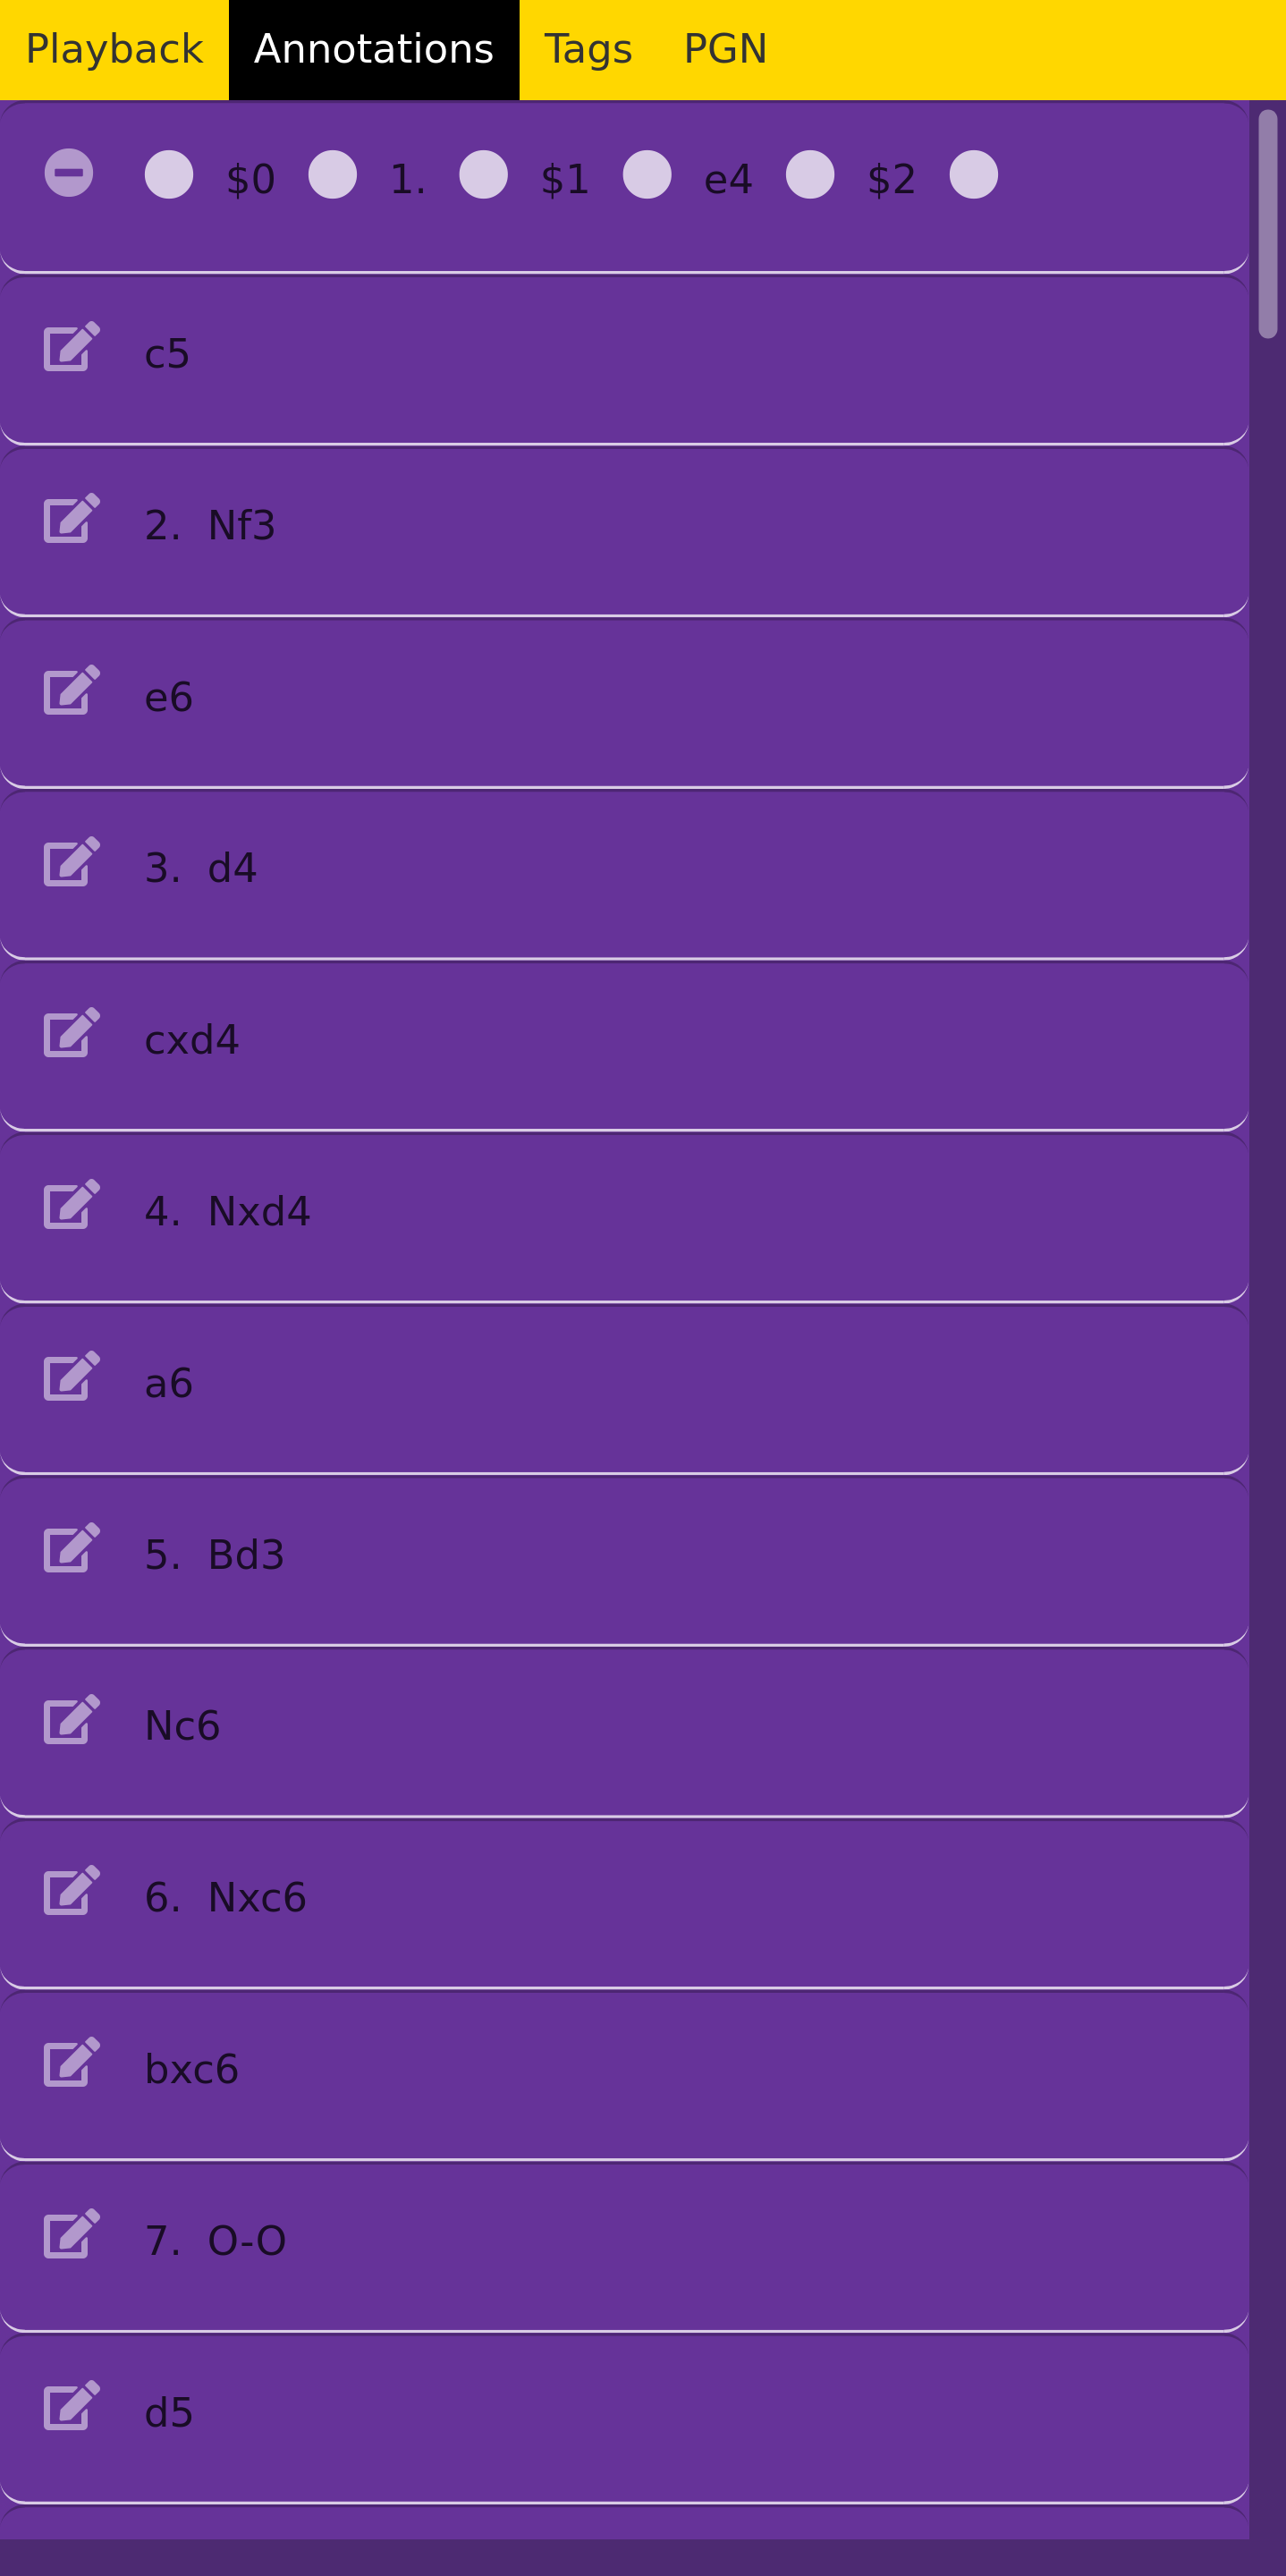 Playback Annotations Tags PGN
$0 1. $1 e4 $2
c5
2. Nf3
e6
3. d4
cxd4
4. Nxd4
a6
5. Bd3
Nc6
6. Nxc6
bxc6
7. O-O
d5